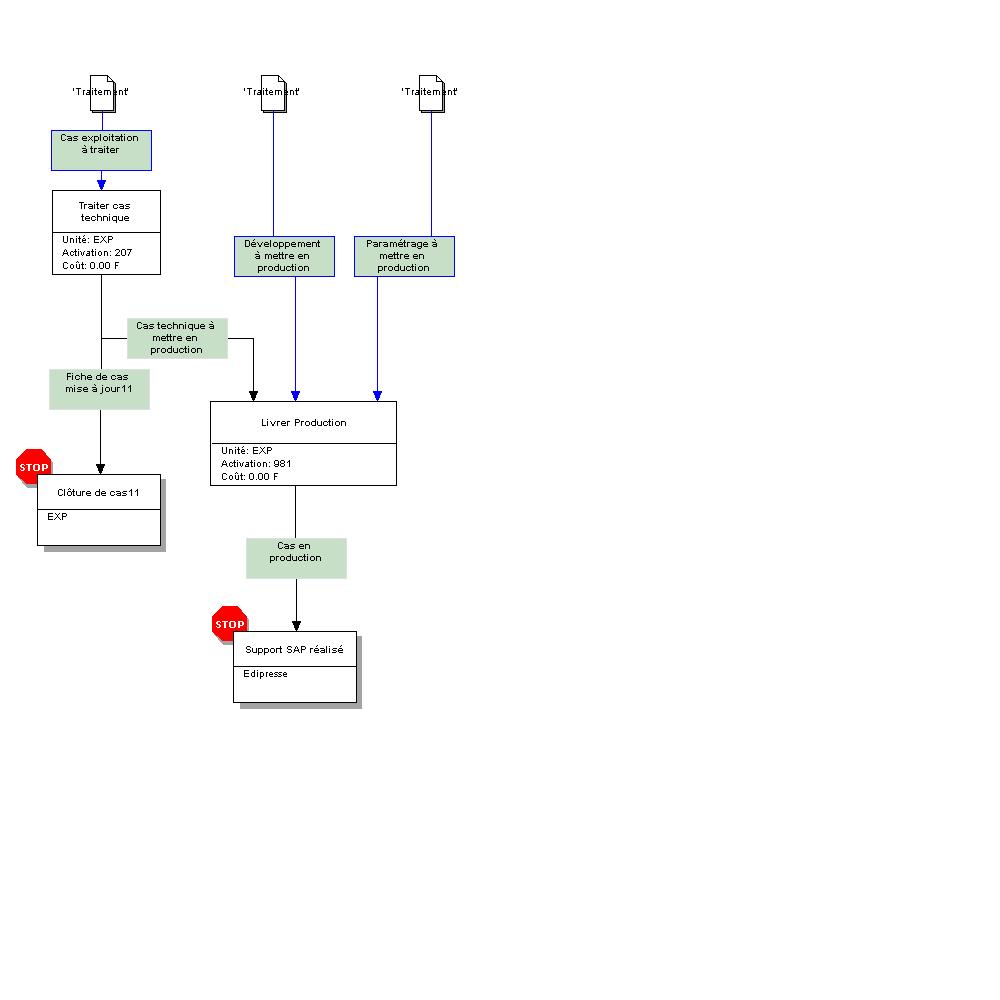 'Traitement'
'Traitement'
'Traitement'
Cas exploitation
à traiter
Traiter cas
technique
Unité: EXP
Activation: 207
Coût: 0.00 F
Développement
à mettre en
production
Paramétrage à
mettre en
production
Cas technique à
mettre en
production
Fiche de cas
mise à jour11
Livrer Production
Unité: EXP
Activation: 981
Coût: 0.00 F
STOP
Clôture de cas11
EXP
Cas en
production
STOP
Support SAP réalisé
Edipresse